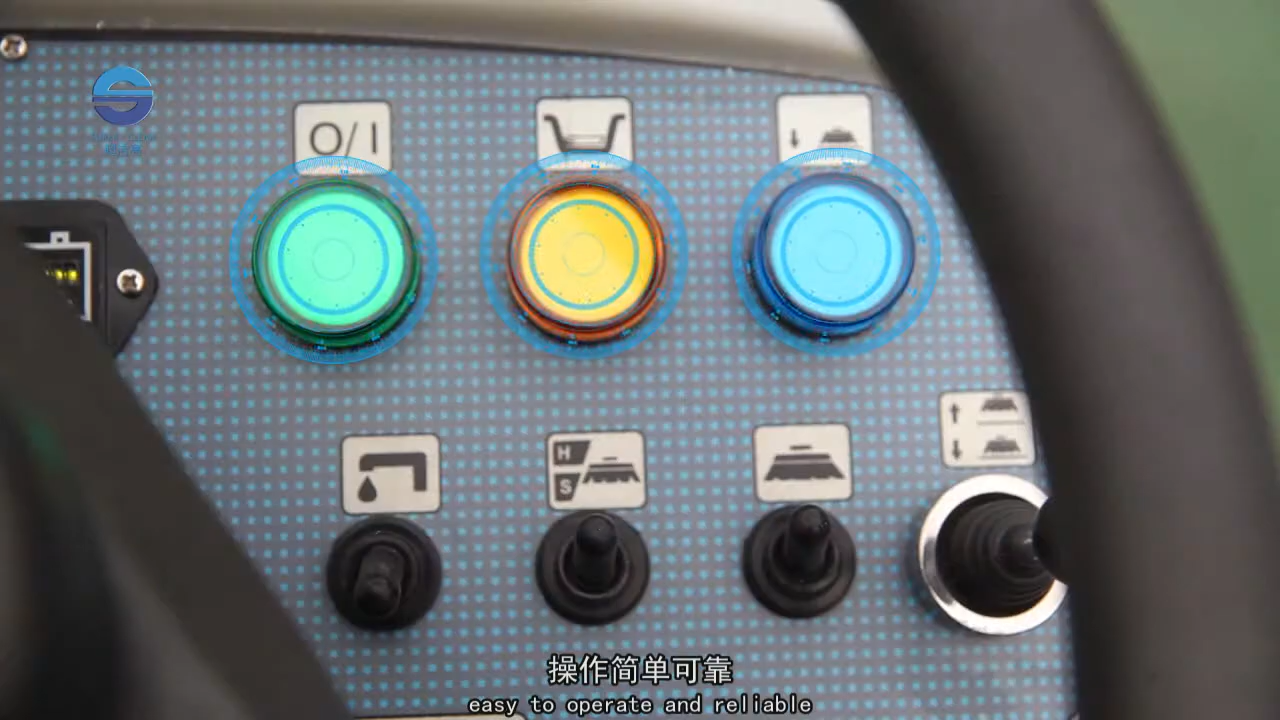 O/I
H
S
操作简单可靠
easy to operate and reliable